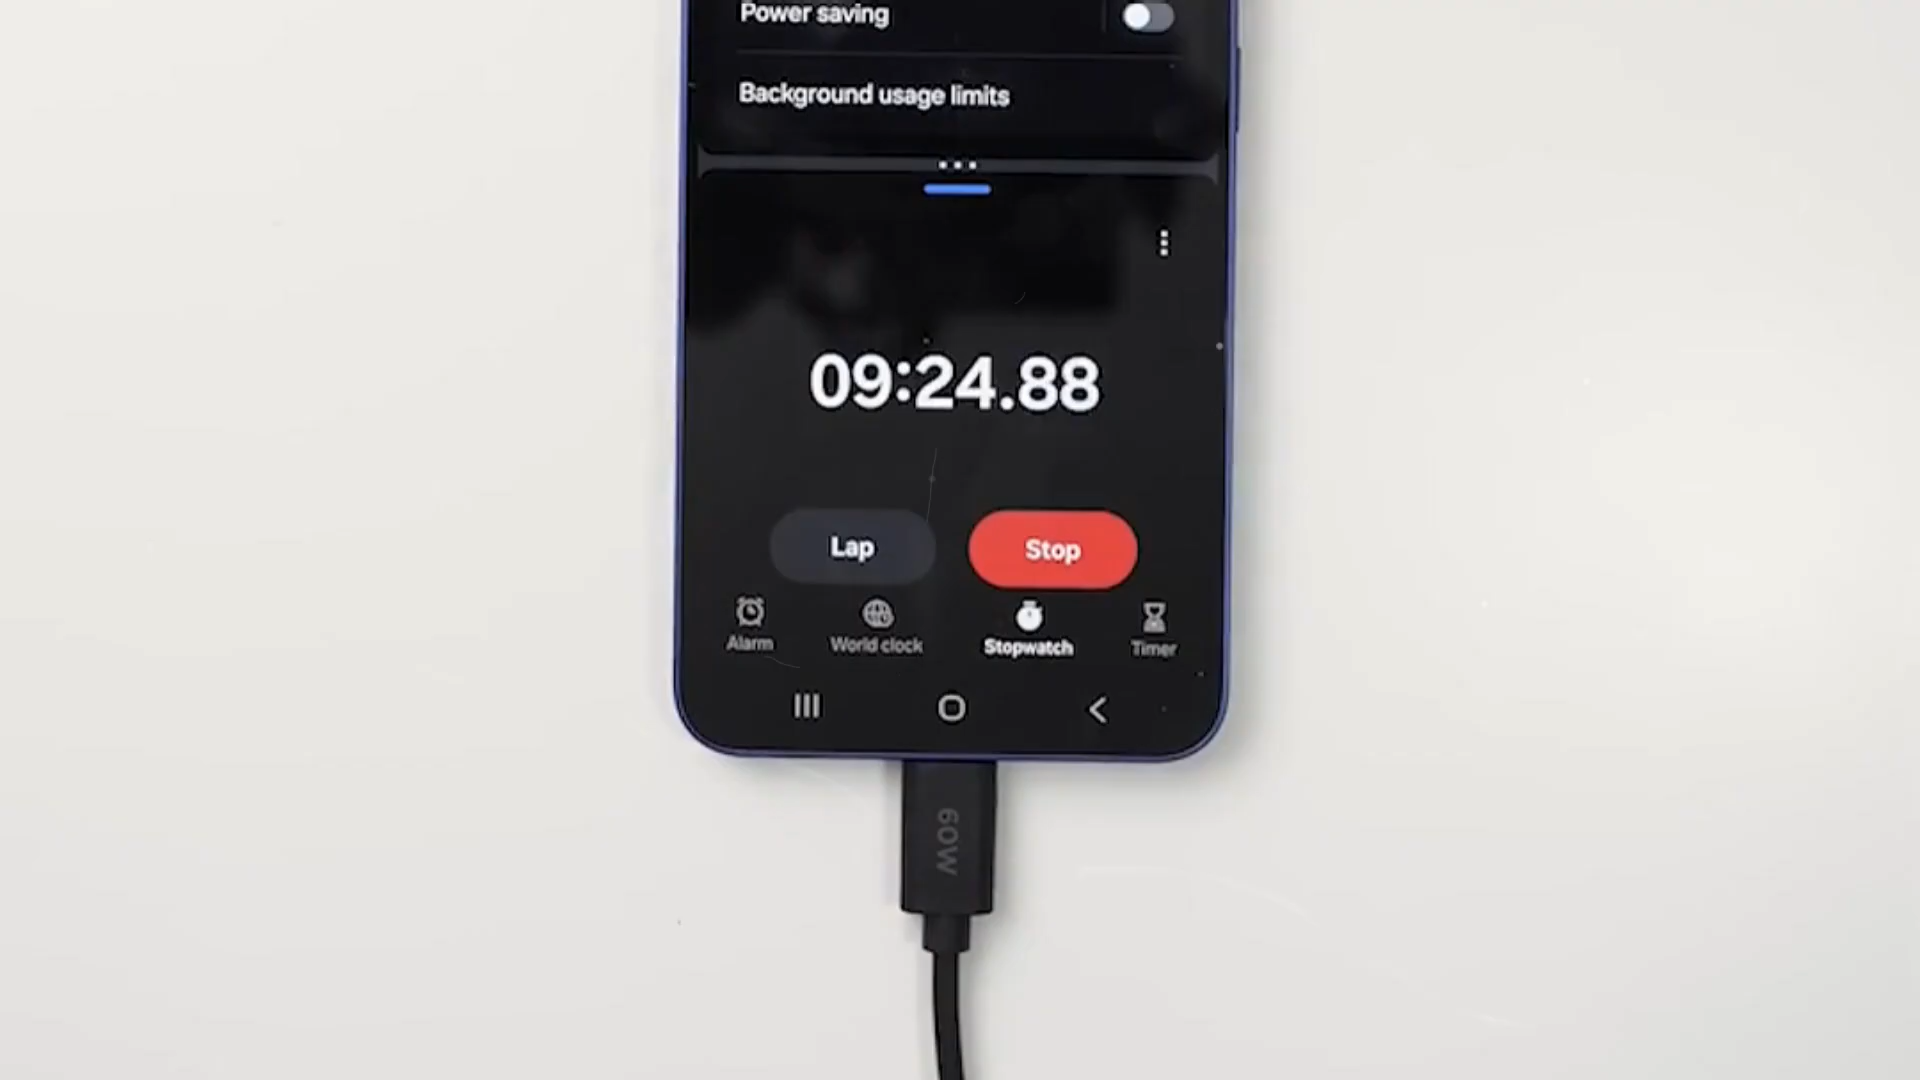 Power saving
Background usage limits
09:24.88
Lap
Stop
Alarm
World clock
Stopwatch
Timer
60W